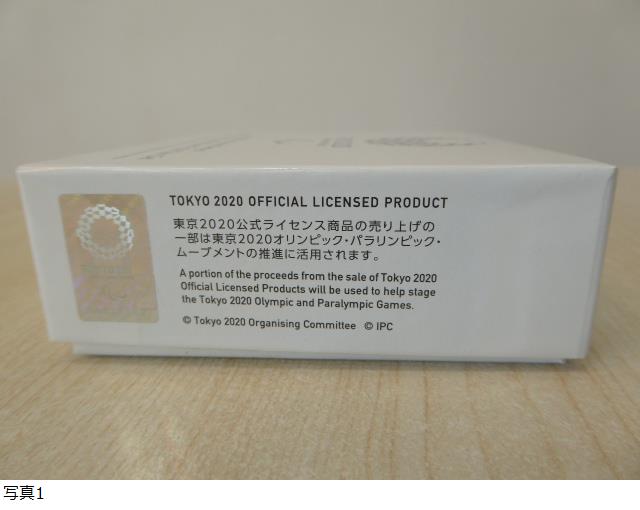 TOKYO 2020 OFFICIAL LICENSED PRODUCT
東京2020公式ライセンス商品の売り上げの
一部は東京2020オリンピック・パラリンピック・
ムーブメントの推進に活用されます。
A portion of the proceeds from the sale of Tokyo 2020
Official Licensed Products will be used to help stage
the Tokyo 2020 Olympic and Paralympic Games.
© Tokyo 2020 Organising Committee © IPC
写真1